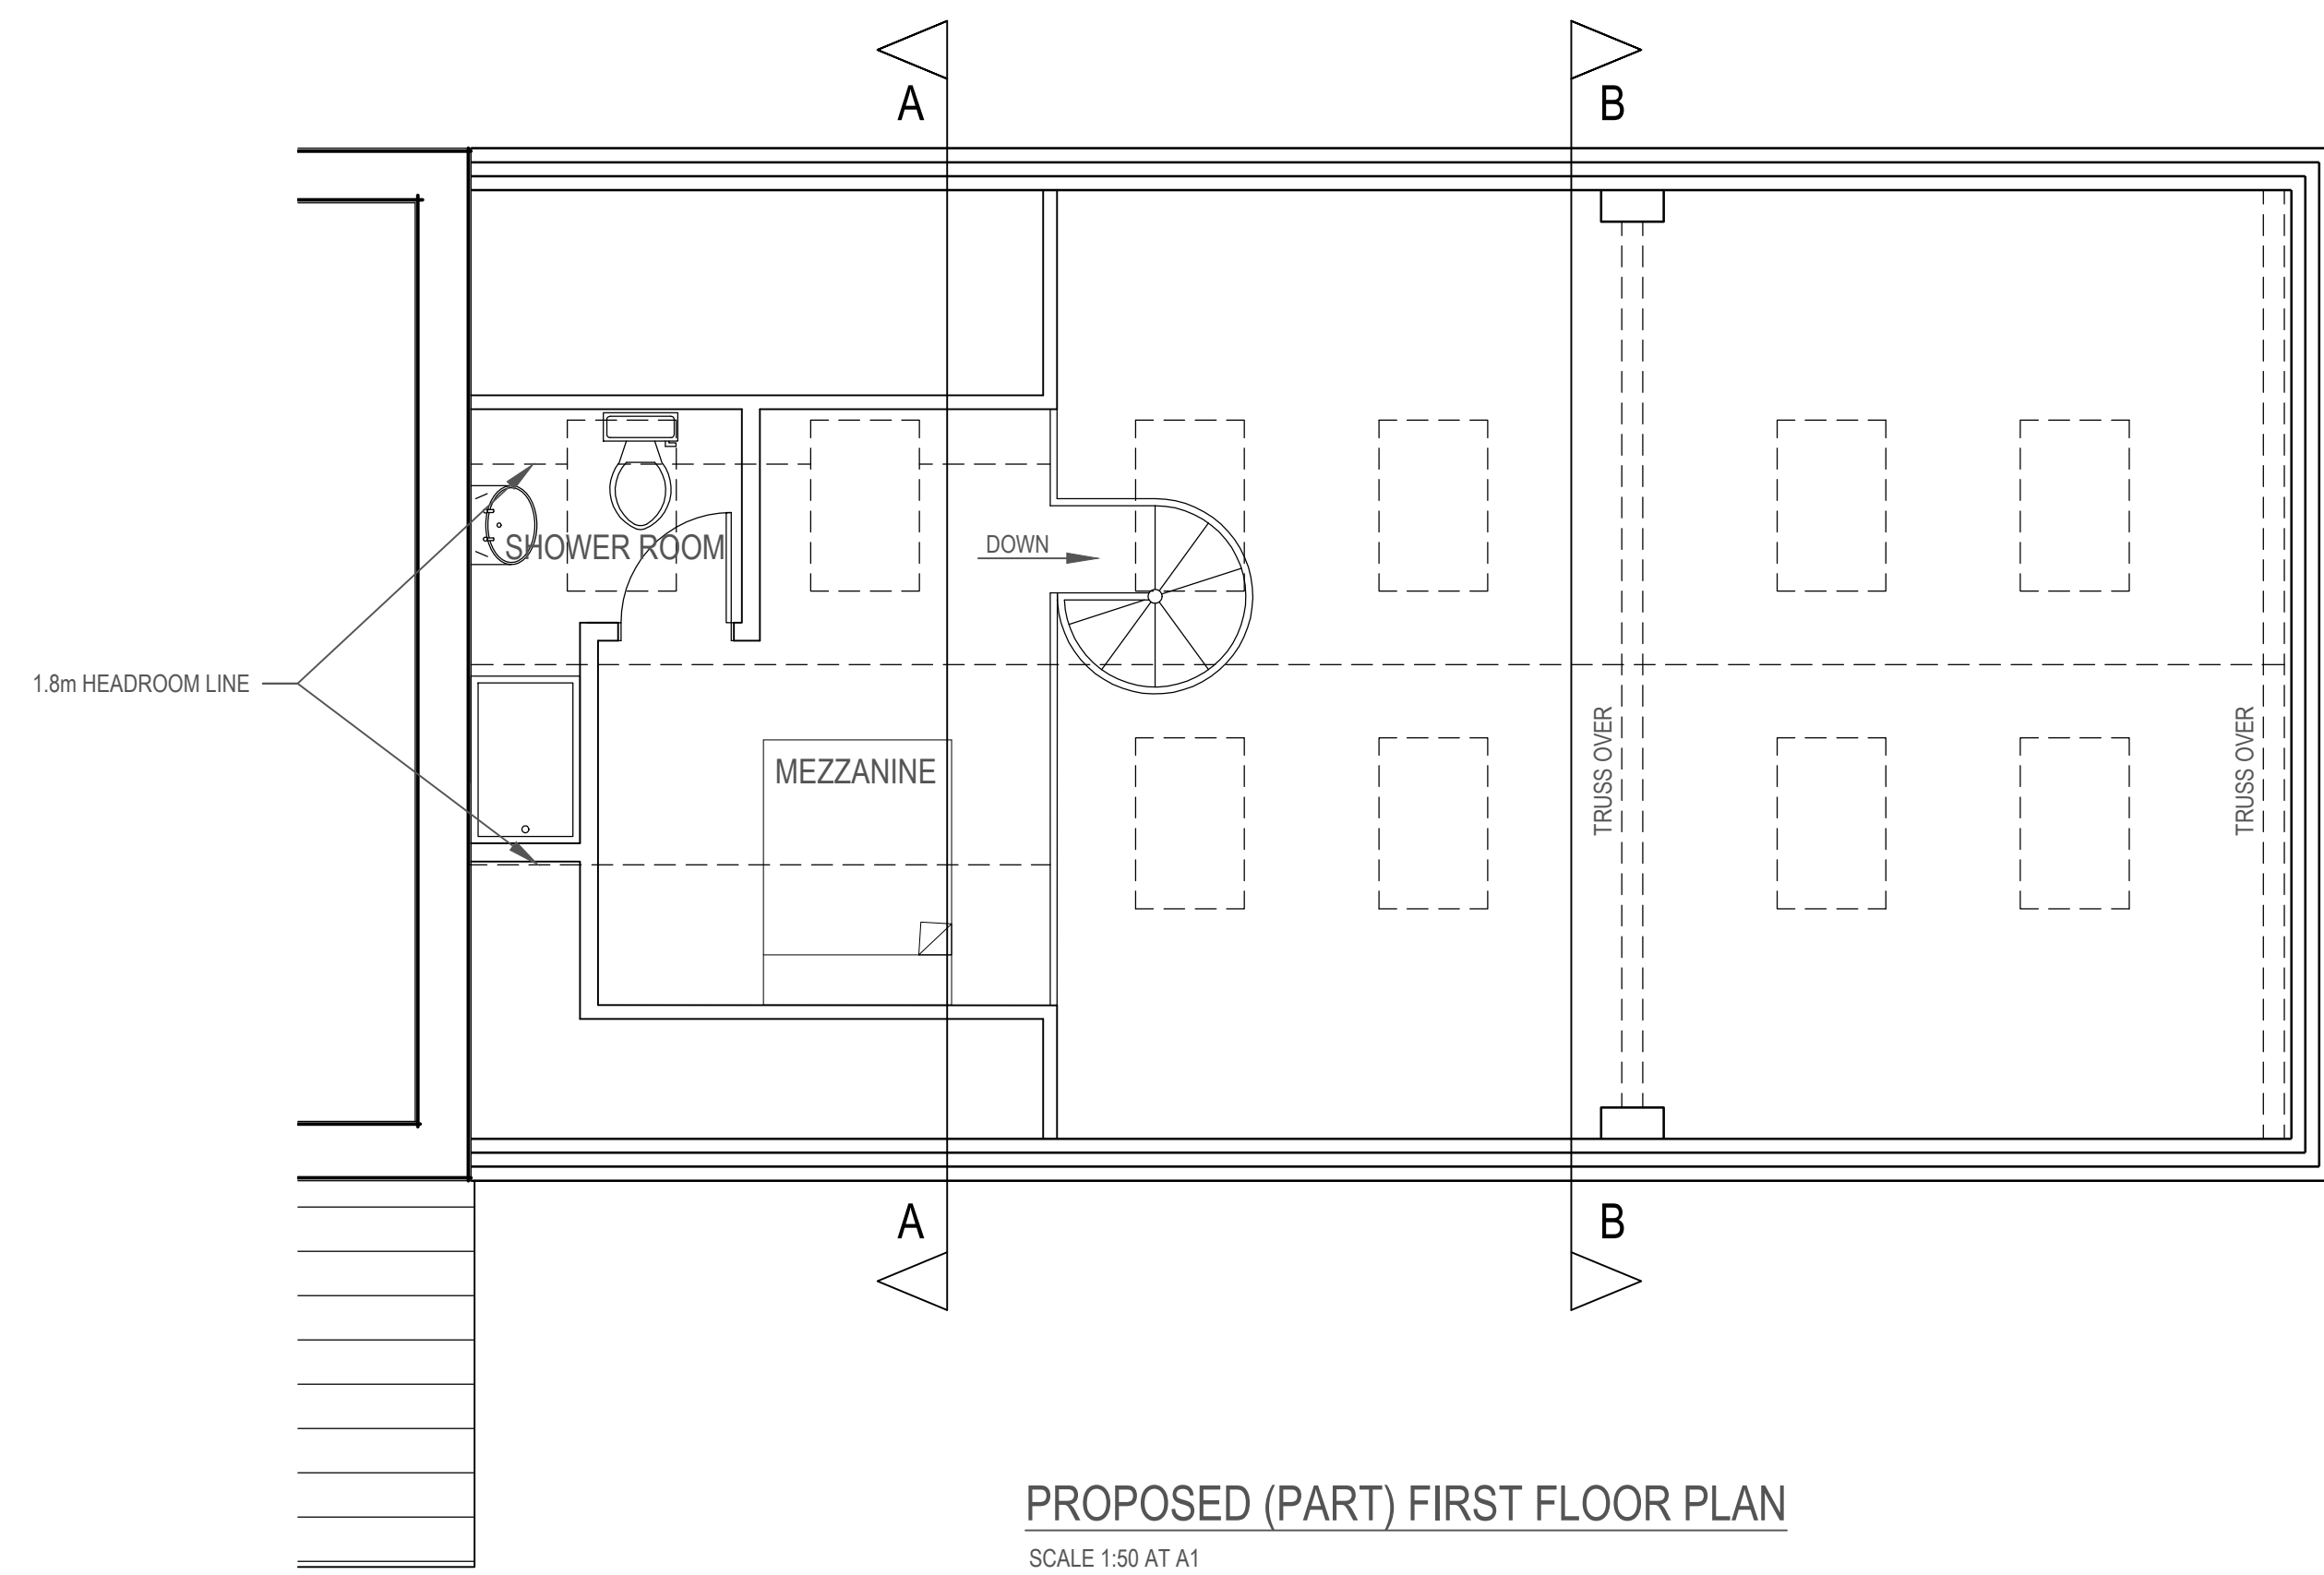 A
B
SHOWER ROOM
DOWN
1.8m HEADROOM LINE
MEZZANINE
TRUSS OVER
TRUSS OVER
A
B
PROPOSED (PART) FIRST FLOOR PLAN
SCALE 1:50 AT A1